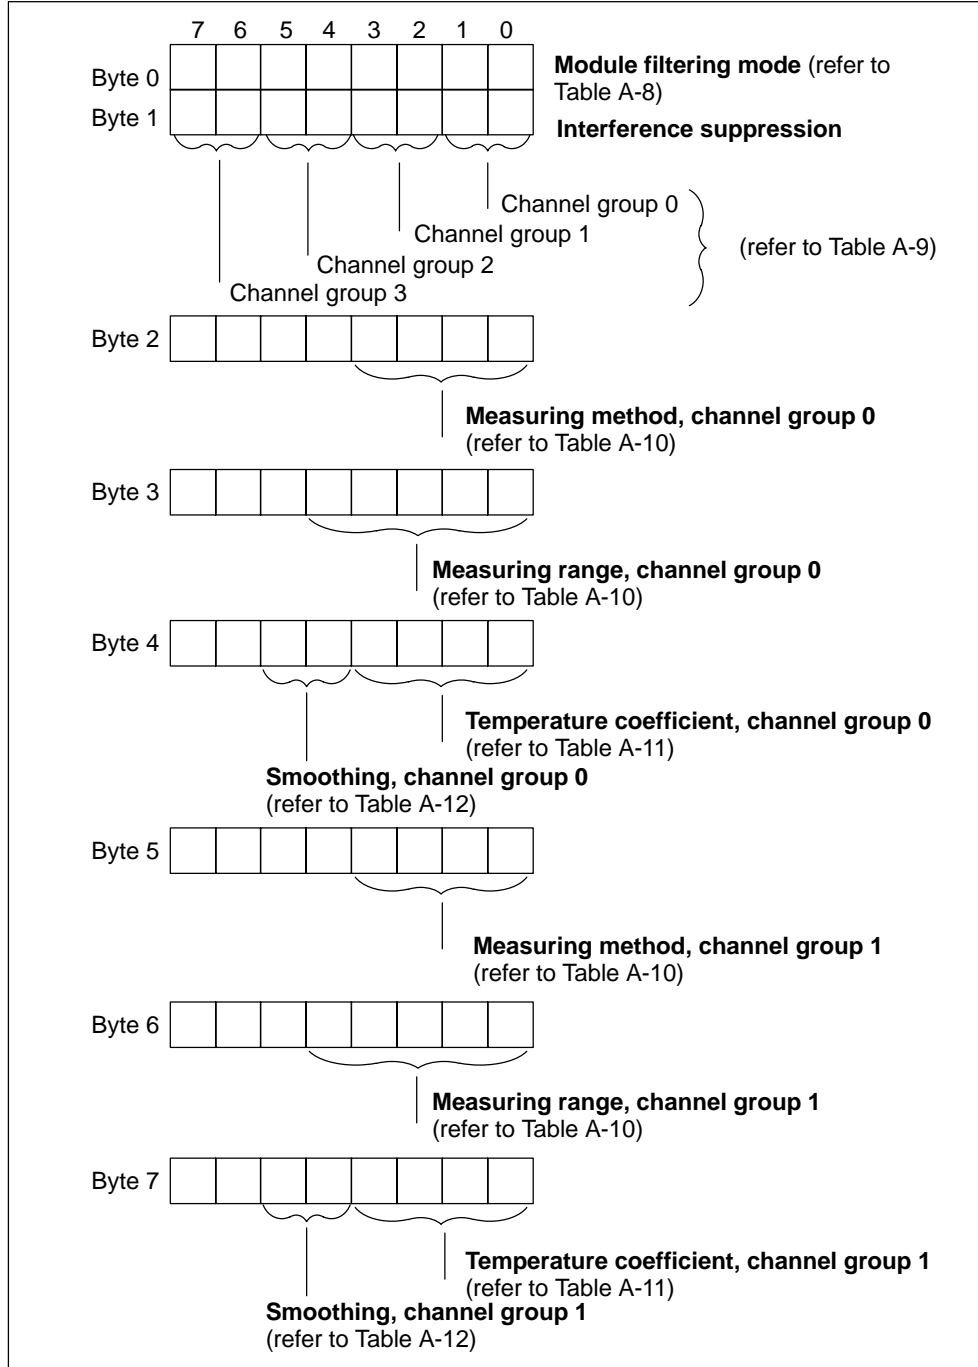 7 6 5 4 3 2 1 0
Byte 0
Module filtering mode (refer to
Table A-8)
Byte 1
Interference suppression
Channel group 0
Channel group 1
(refer to Table A-9)
Channel group 2
Channel group 3
Byte 2
Measuring method, channel group 0
(refer to Table A-10)
Byte 3
Measuring range, channel group 0
(refer to Table A-10)
Byte 4
Temperature coefficient, channel group 0
(refer to Table A-11)
Smoothing, channel group 0
(refer to Table A-12)
Byte 5
Measuring method, channel group 1
(refer to Table A-10)
Byte 6
Measuring range, channel group 1
(refer to Table A-10)
Byte 7
Temperature coefficient, channel group 1
(refer to Table A-11)
Smoothing, channel group 1
(refer to Table A-12)